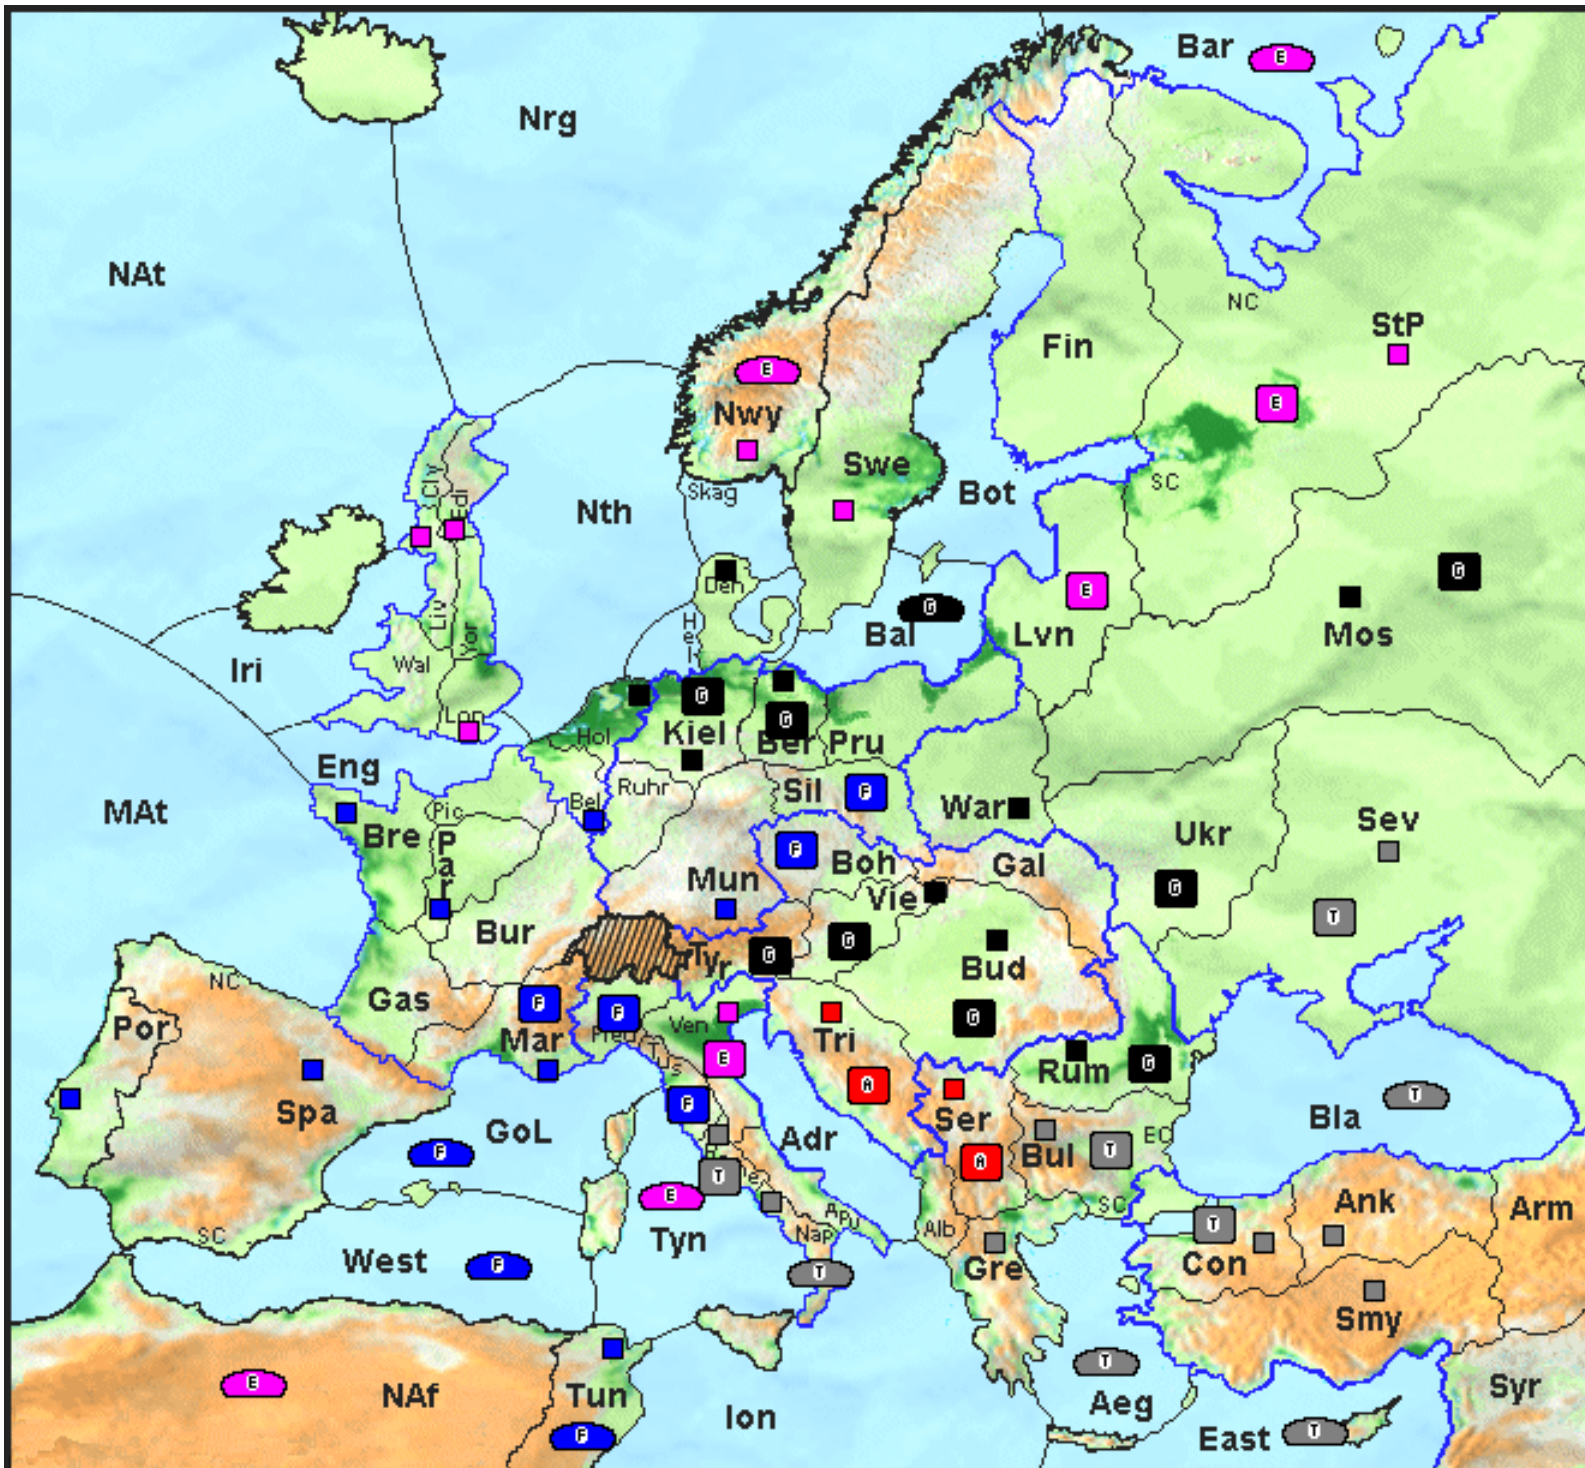 Bar
E
Nrg
NAt
NC
StP
Fin
E
Nwy
E
Swe
SC
Skag
Bot
Nth
Cly
Edi
G
Den
E
G
Bal
Lvn
Mos
Hel
Liv
Yor
Iri
Wal
G
Lon
G
Hol
Kiel
Ber
Pru
Eng
Ruhr
Sil
F
MAt
Pic
Bel
War
Sev
Bre
Par
F
Boh
Gal
Ukr
Mun
Vie
G
T
Bur
G
G
Tyr
Bud
NC
Gas
F
F
G
Por
Mar
Pied
Ven
Tri
Tus
E
Rum
G
A
Spa
F
Ser
T
GoL
Adr
Bla
F
A
Bul
T
EC
T
E
SC
Ank
Arm
SC
Tyn
Apu
Nap
Alb
T
West
F
T
Gre
Con
Smy
E
NAf
Tun
T
Syr
Ion
Aeg
F
East
T